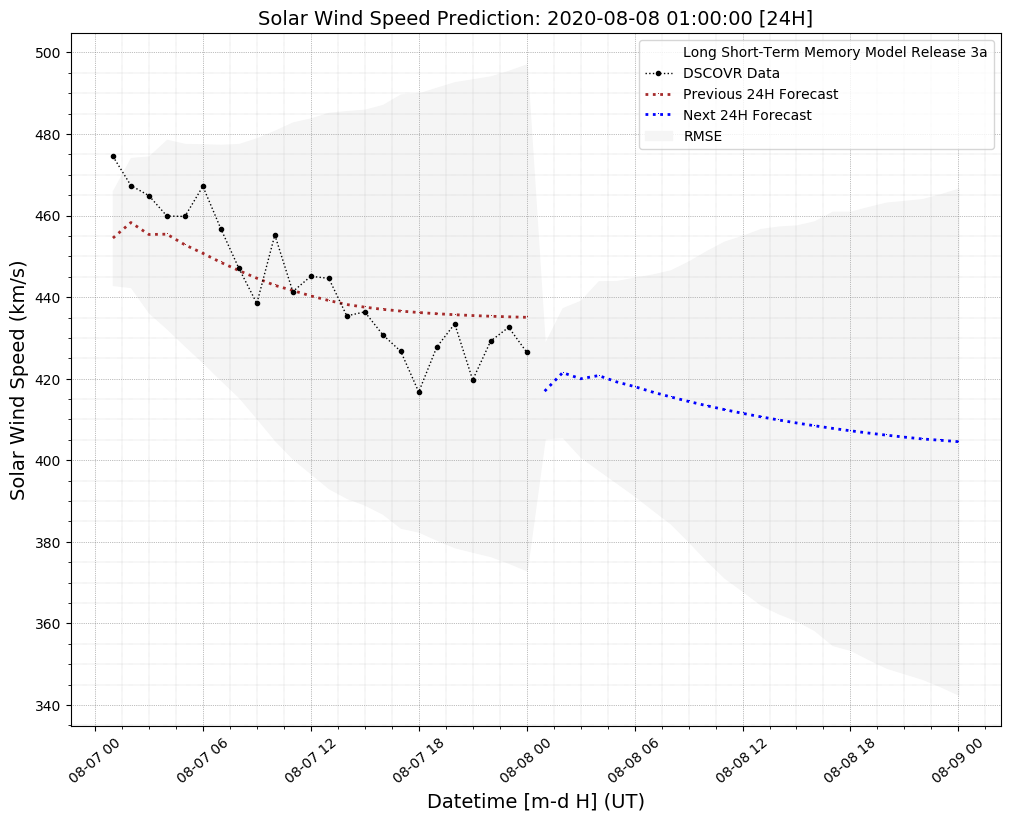 Solar Wind Speed Prediction: 2020-08-08 01:00:00 [24H]
Long Short-Term Memory Model Release 3a
DSCOVR Data
Previous 24H Forecast
Next 24H Forecast
RMSE
Solar Wind Speed (km/s)
500
480
460
440
420
400
380
360
340
08-07 00
08-07 06
08-07 12
08-07 18
08-08 00
08-08 06
08-08 12
08-08 18
08-09 00
Datetime [m-d H] (UT)